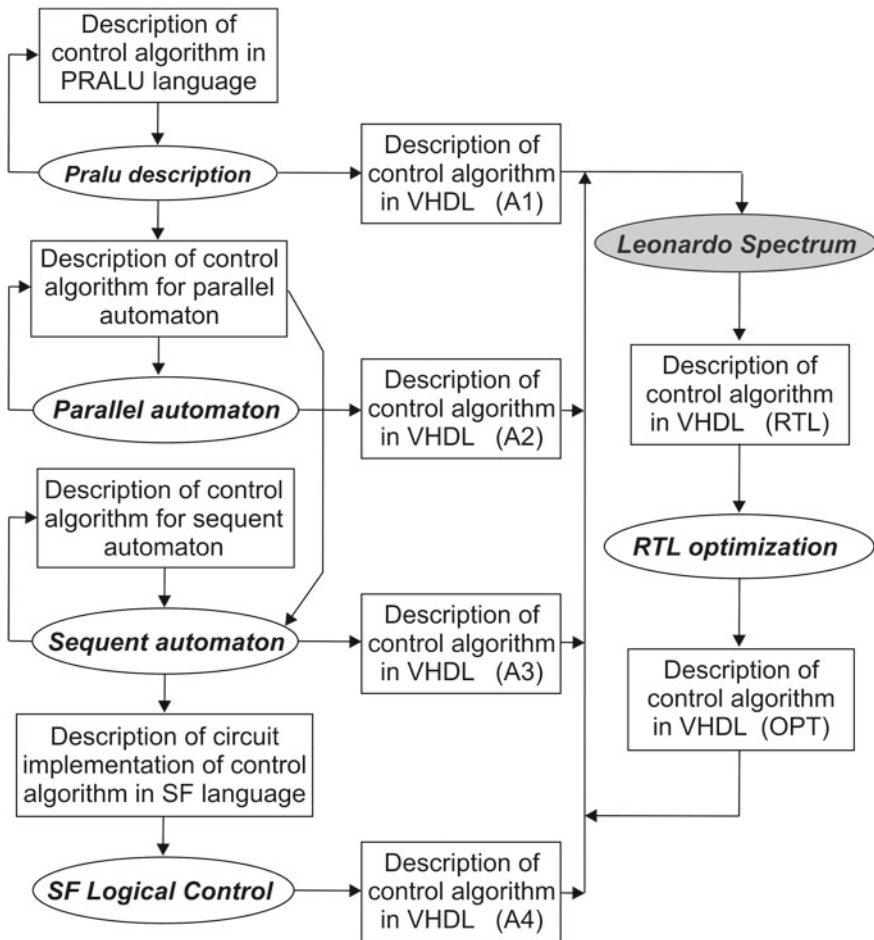 Description of
control algorithm in
PRALU language
Pralu description
Description of
control algorithm
in VHDL (A1)
Leonardo Spectrum
Description of control
algorithm for parallel
automaton
Parallel automaton
Description of
control algorithm
in VHDL (A2)
Description of
control algorithm
in VHDL (RTL)
Description of control
algorithm for sequent
automaton
RTL optimization
Sequent automaton
Description of
control algorithm
in VHDL (A3)
Description of
control algorithm
in VHDL (OPT)
Description of circuit
implementation of control
algorithm in SF language
SF Logical Control
Description of
control algorithm
in VHDL (A4)